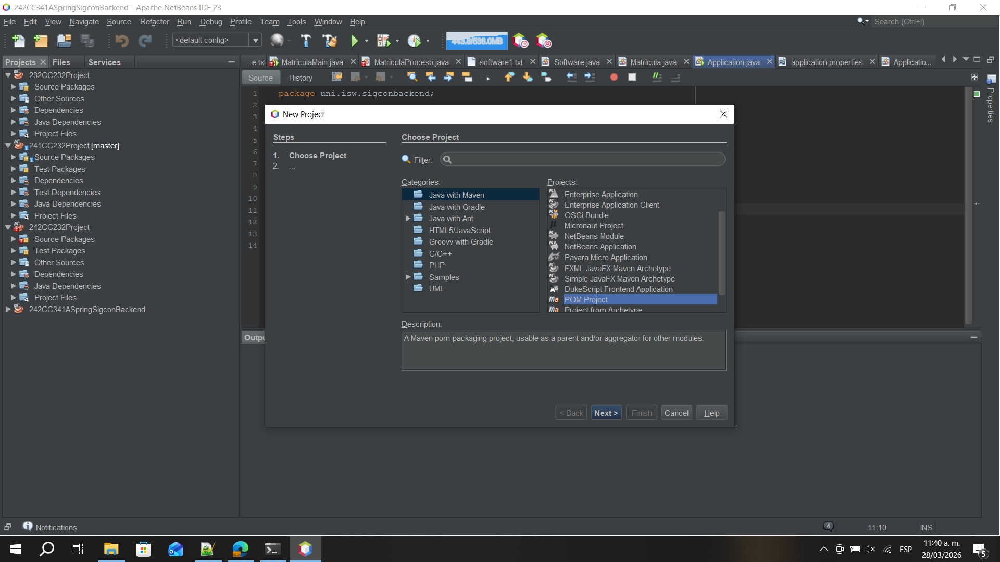 242CC341ASpringSigconBackend - Apache NetBeans IDE 23
File Edit View Navigate Source Refactor Run Debug Profile Team Tools Window Help
Search (Ctrl+I)
<default config>
443.8/536.0MB
Projects
Files
Services
...e.txt
MatriculaMain.java
MatriculaProceso.java
software1.txt
Software.java
Matricula.java
Application.java
application.properties
Applicatio...
Source
History
232CC232Project
Source Packages
Other Sources
Dependencies
Java Dependencies
Project Files
241CC232Project [master]
Source Packages
Test Packages
Dependencies
Test Dependencies
Java Dependencies
Project Files
242CC232Project
Source Packages
Test Packages
Other Sources
Dependencies
Java Dependencies
Project Files
242CC341ASpringSigconBackend
1 package uni.isw.sigconbackend;
2
3
4
5
6
7
8
9
10
11
12
13
14
Properties
New Project
Steps
1. Choose Project
2. ...
Choose Project
Filter:
Categories:
Java with Maven
Java with Gradle
Java with Ant
HTML5/JavaScript
Groovy with Gradle
C/C++
PHP
Samples
UML
Projects:
Enterprise Application
Enterprise Application Client
OSGi Bundle
Micronaut Project
NetBeans Module
NetBeans Application
Payara Micro Application
FXML JavaFX Maven Archetype
Simple JavaFX Maven Archetype
DukeScript Frontend Application
POM Project
Project from Archetype
Description:
A Maven pom-packaging project, usable as a parent and/or aggregator for other modules.
< Back
Next >
Finish
Cancel
Help
Outpu
Notifications
4
11:10
INS
ESP
11:40 a. m.
28/03/2026
5